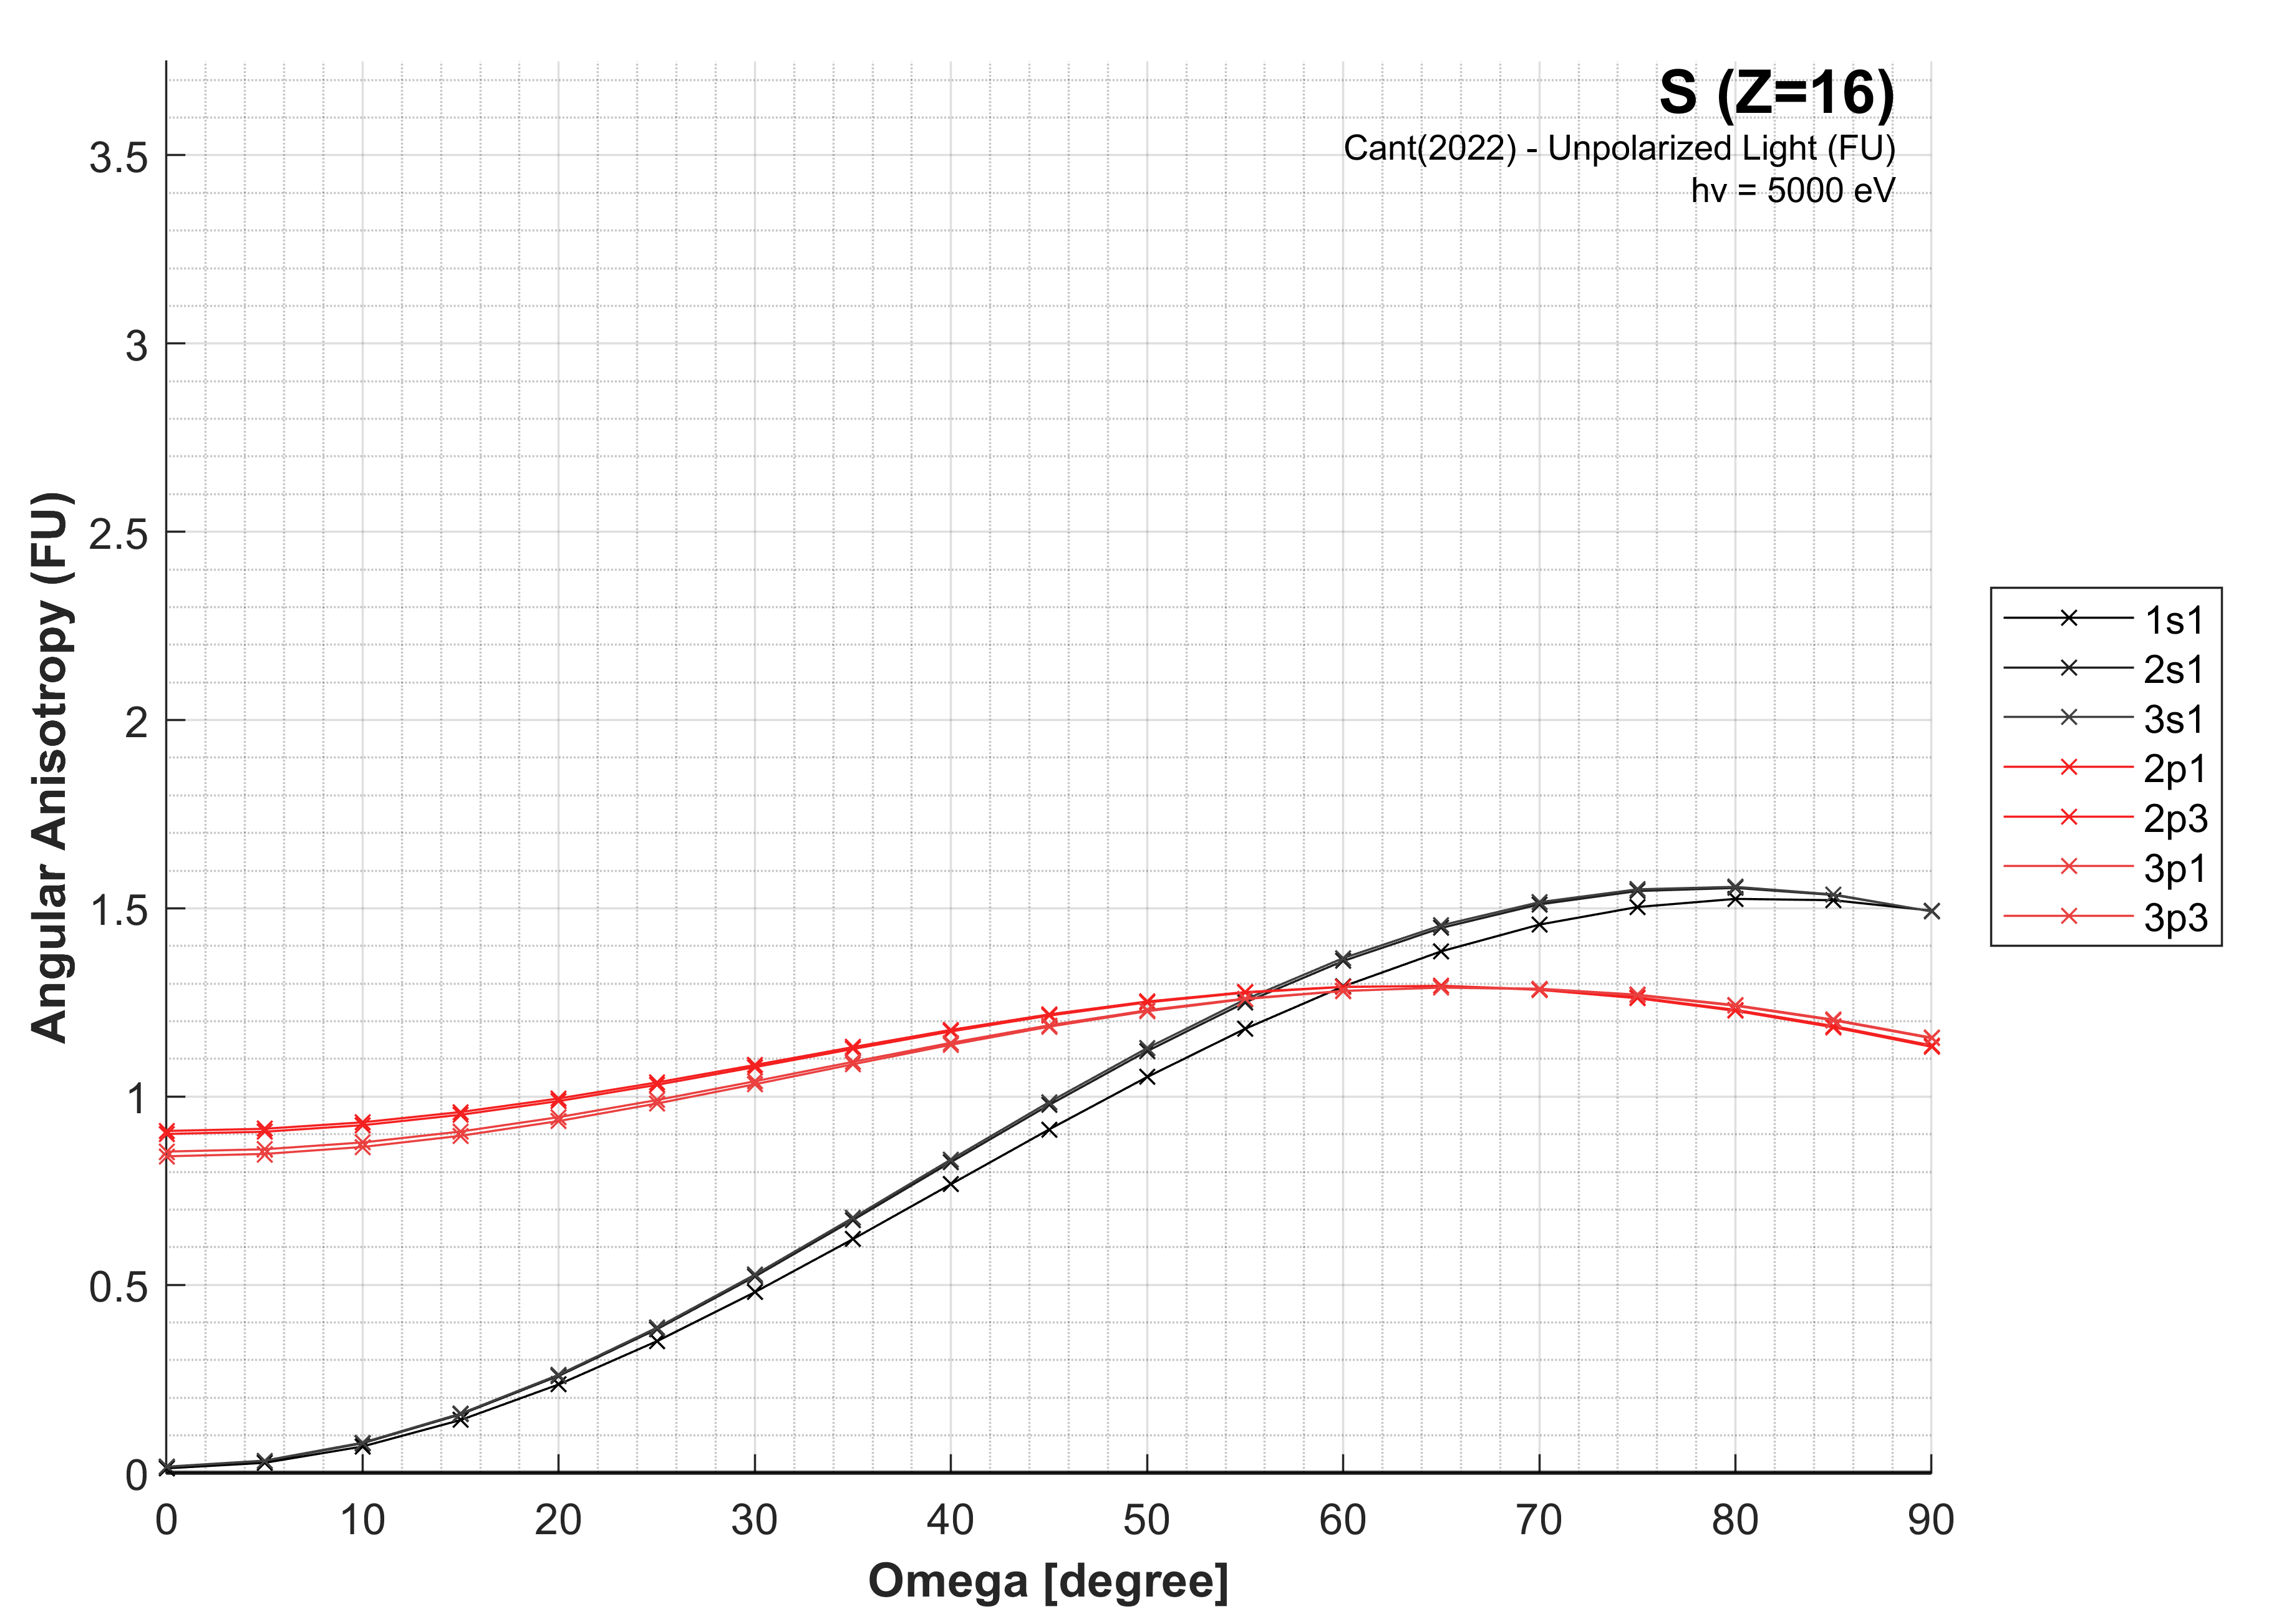 S (Z=16)
Cant(2022) - Unpolarized Light (FU)
hv = 5000 eV
Angular Anisotropy (FU)
3.5
3
2.5
2
1.5
1
0.5
0
0 10 20 30 40 50 60 70 80 90
Omega [degree]
1s1
2s1
3s1
2p1
2p3
3p1
3p3